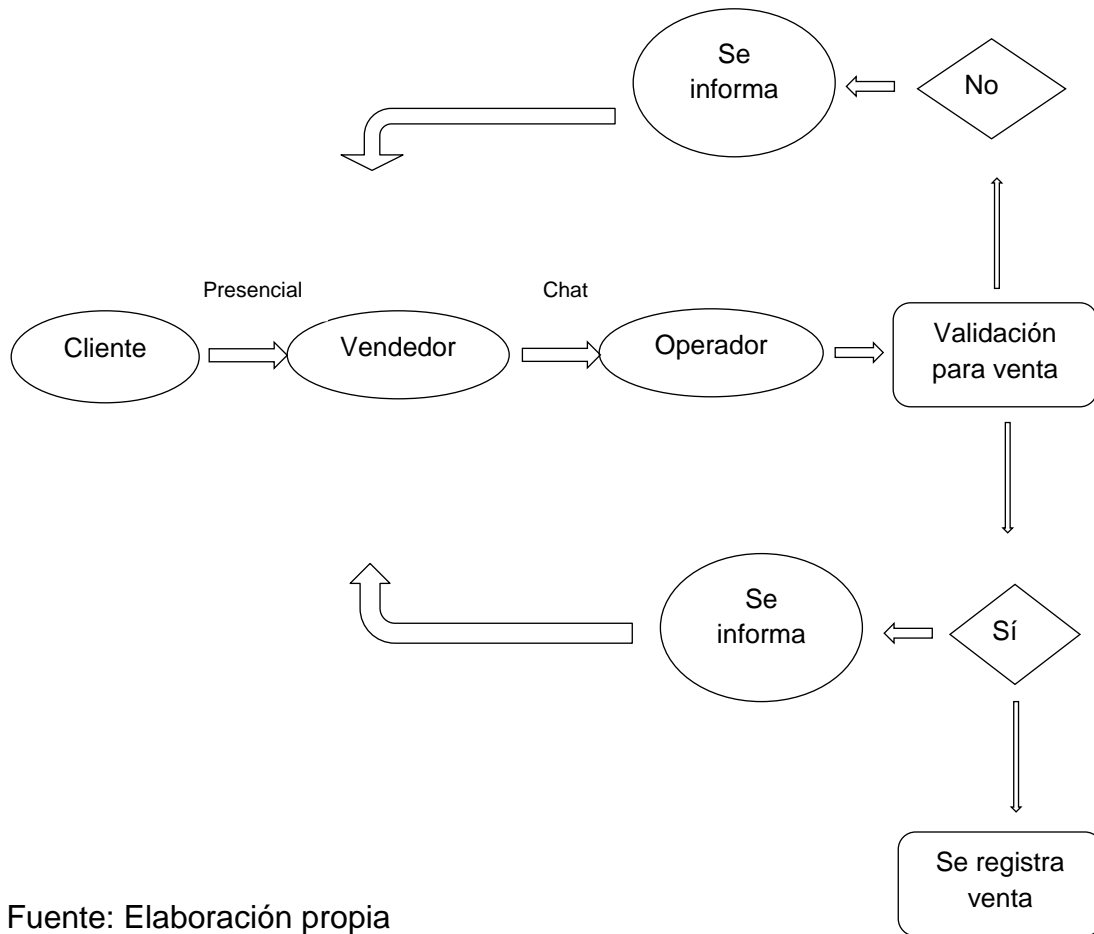 Se
informa
No
Presencial
Chat
Cliente
Vendedor
Operador
Validación
para venta
Se
informa
Sí
Se registra
venta
Fuente: Elaboración propia